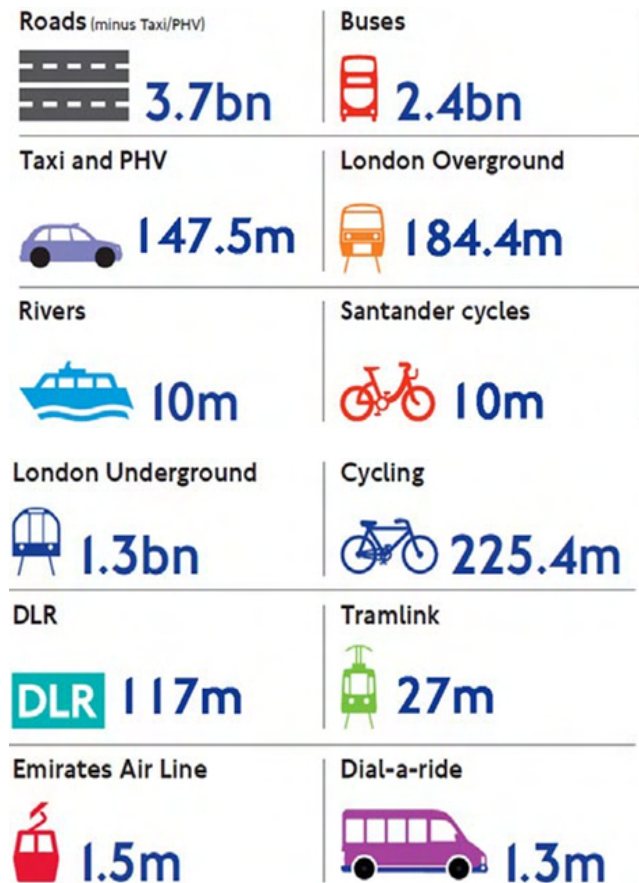 Roads (minus Taxi/PHV)
3.7bn
Buses
2.4bn
Taxi and PHV
147.5m
London Overground
184.4m
Rivers
10m
Santander cycles
10m
London Underground
1.3bn
Cycling
225.4m
DLR
DLR 117m
Tramlink
27m
Emirates Air Line
1.5m
Dial-a-ride
1.3m